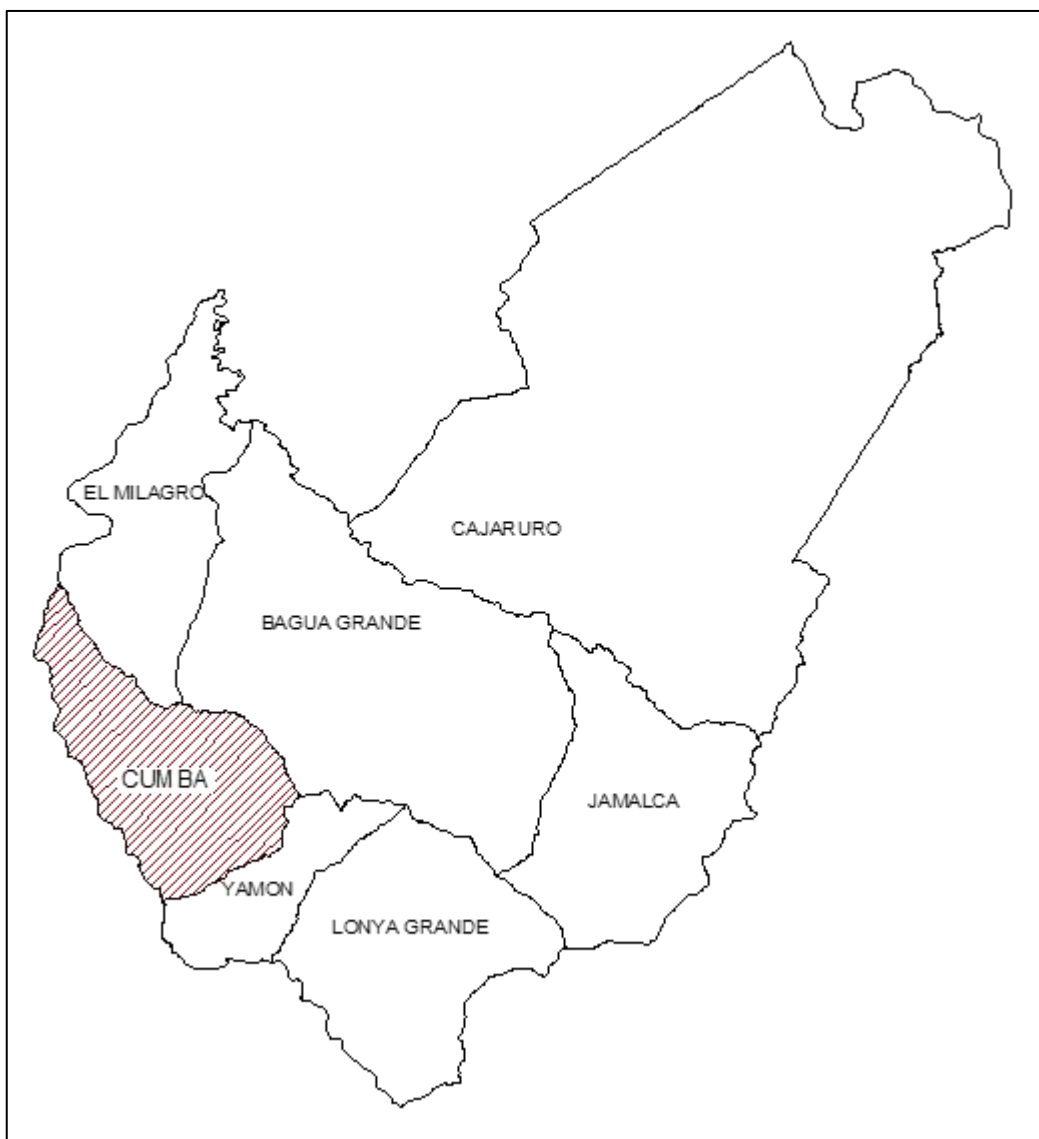 EL MILAGRO
CAJARURO
BAGUA GRANDE
CUMBA
JAMALCA
YAMON
LONYA GRANDE